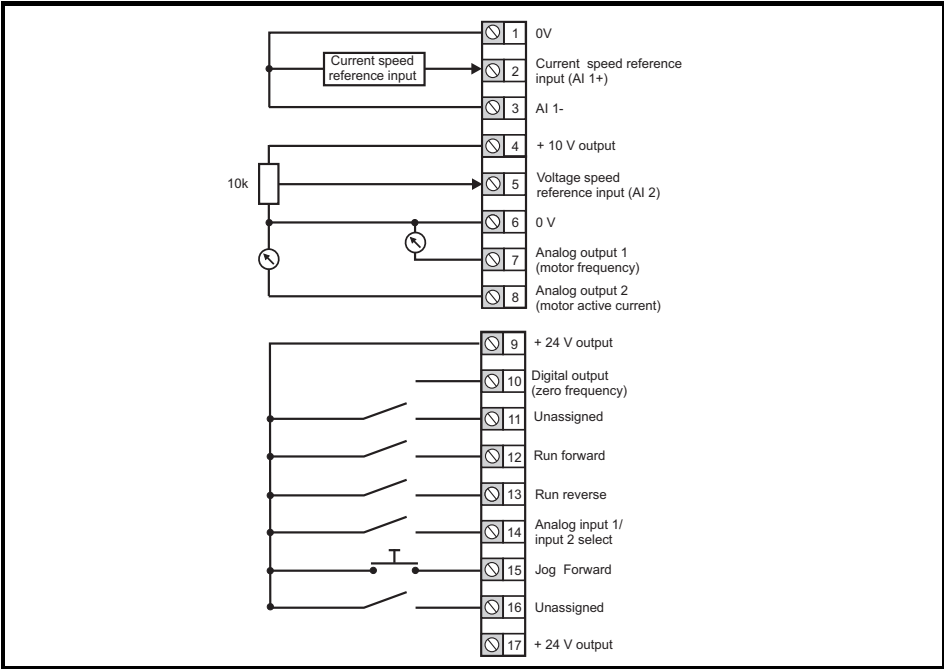 1 0V
Current speed
reference input
2 Current speed reference
input (AI 1+)
3 AI 1-
4 + 10 V output
10k
5 Voltage speed
reference input (AI 2)
6 0 V
7 Analog output 1
(motor frequency)
8 Analog output 2
(motor active current)
9 + 24 V output
10 Digital output
(zero frequency)
11 Unassigned
12 Run forward
13 Run reverse
14 Analog input 1/
input 2 select
15 Jog Forward
16 Unassigned
17 + 24 V output